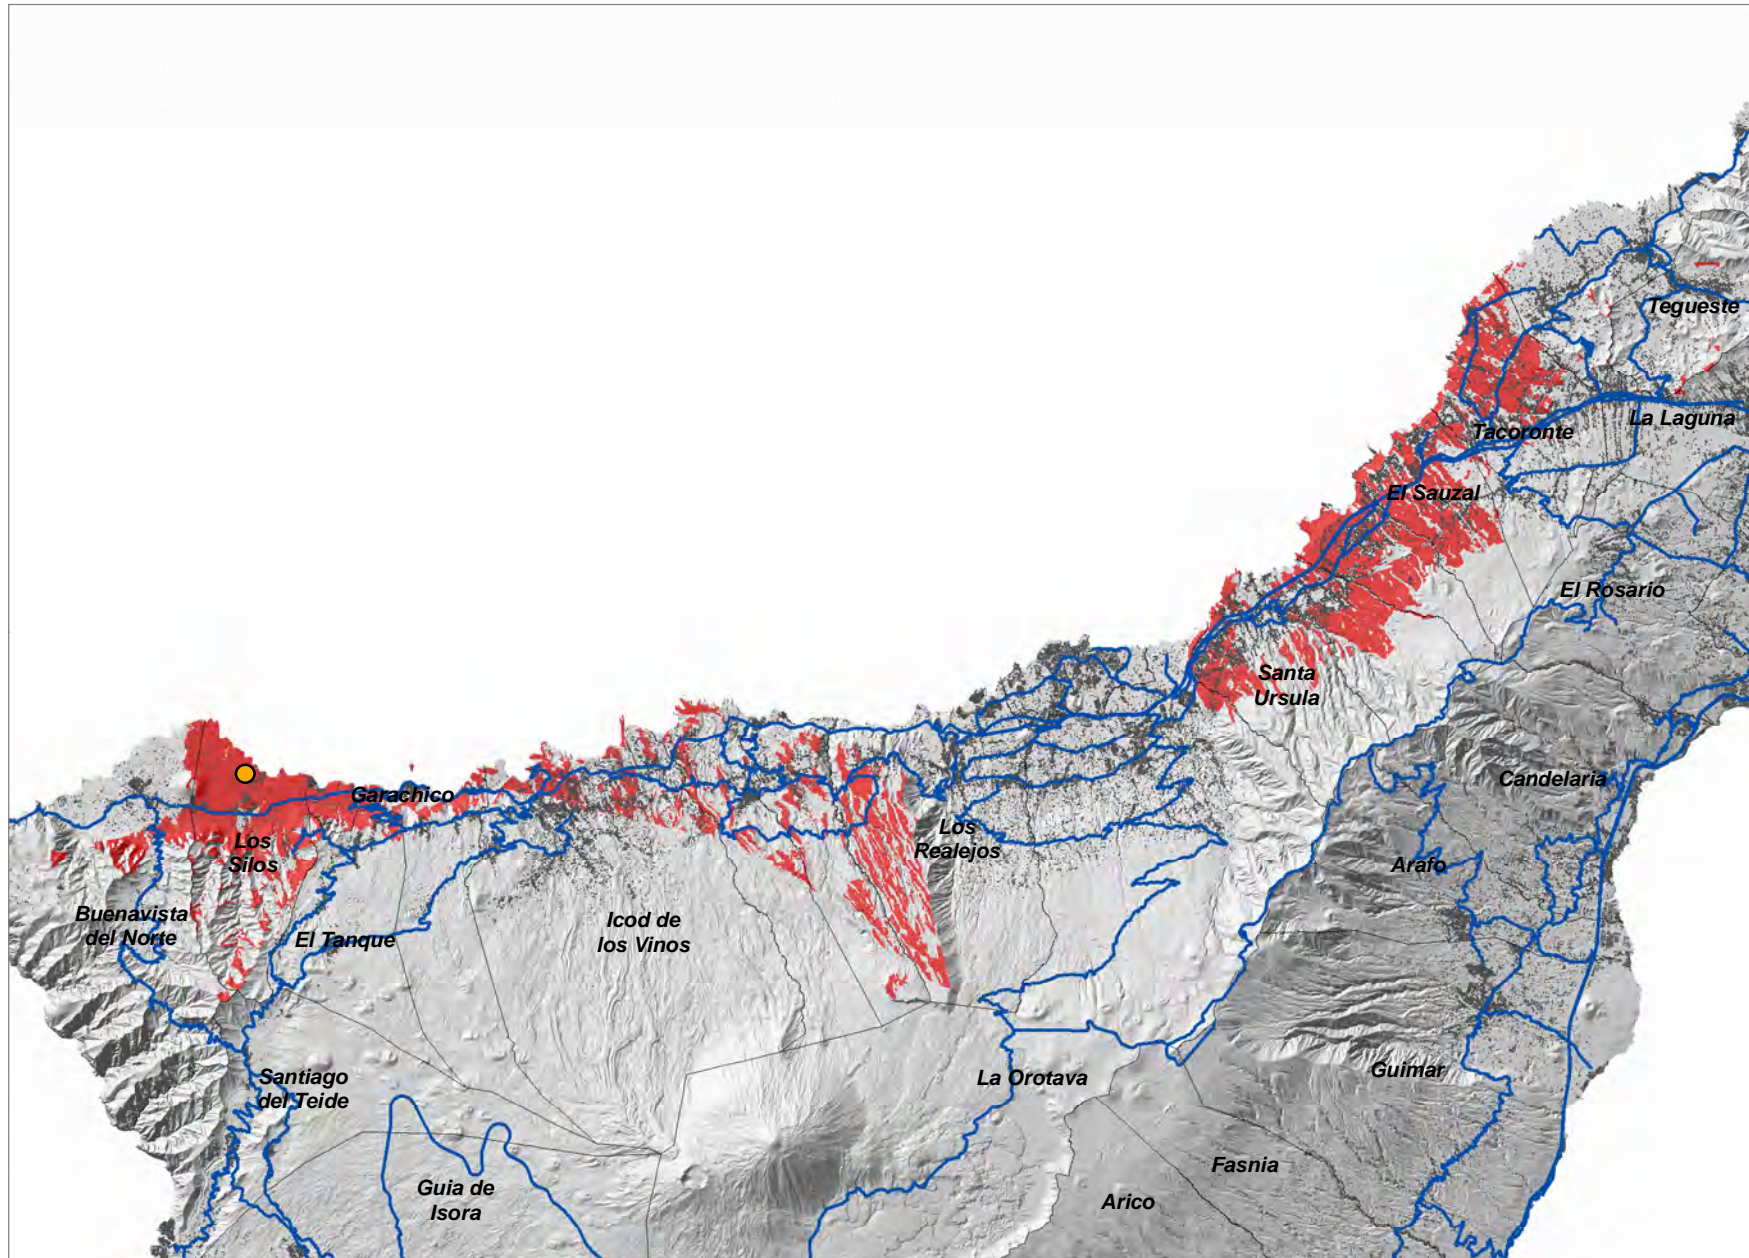 Tegueste
La Laguna
Tacoronte
El Sauzal
El Rosario
Santa
Ursula
Candelaria
Garachico
Los
Silos
Los
Realejos
Arafo
Buenavista
del Norte
El Tanque
Icod de
los Vinos
Guimar
Santiago
del Teide
La Orotava
Fasnia
Guia de
Isora
Arico